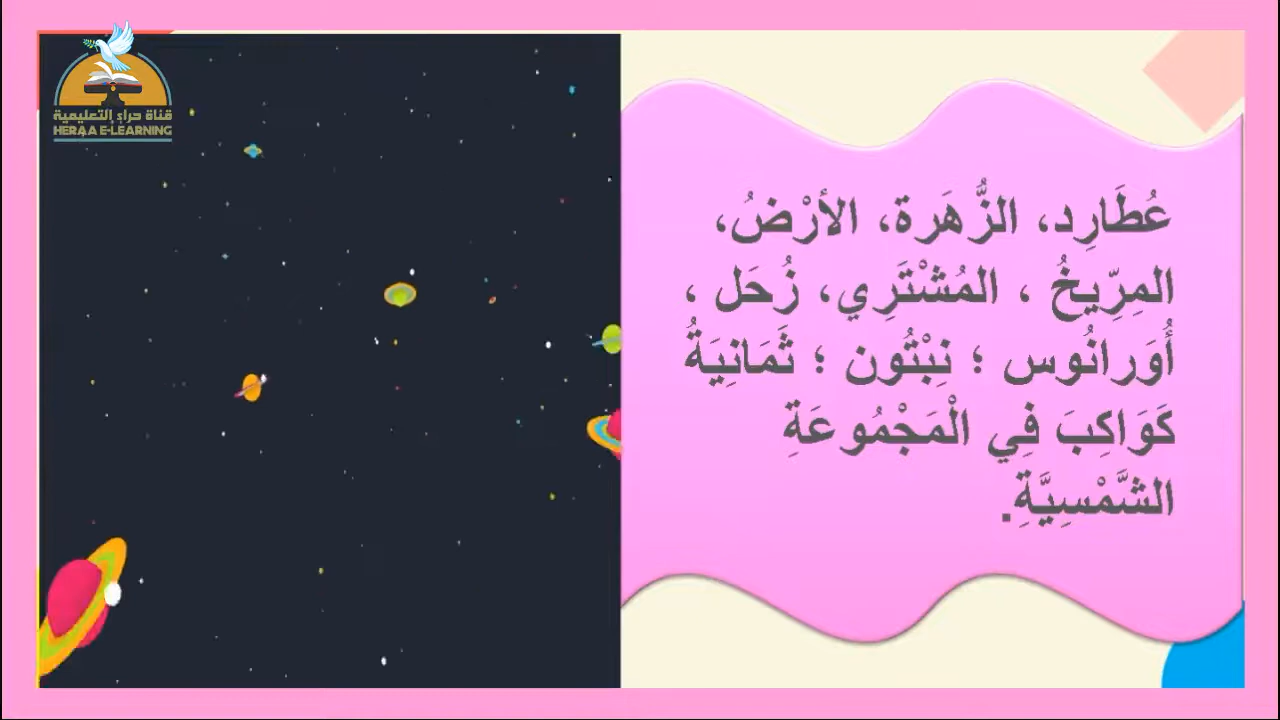 قناة حراء التعليمية
HERAA E-LEARNING
عُطَارِد، الزُّهَرة، الأرْضُ،
المِرِّيخُ ، المُشْتَرِي، زُحَل ،
أُوَرانُوس ؛ نِبْتُون ؛ ثَمَانِيَةُ
كَوَاكِبَ فِي الْمَجْمُوعَةِ
الشَّمْسِيَّةِ.